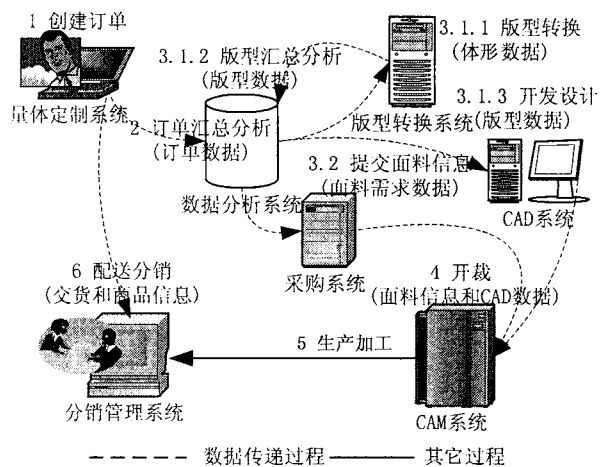 1 创建订单
量体定制系统
3.1.2 版型汇总分析
(版型数据)
3.1.1 版型转换
(体形数据)
版型转换系统
3.1.3 开发设计
(版型数据)
2 订单汇总分析
(订单数据)
数据分析系统
3.2 提交面料信息
(面料需求数据)
CAD系统
采购系统
6 配送分销
(交货和商品信息)
4 开裁
(面料信息和CAD数据)
5 生产加工
分销管理系统
CAM系统
数据传递过程
其它过程